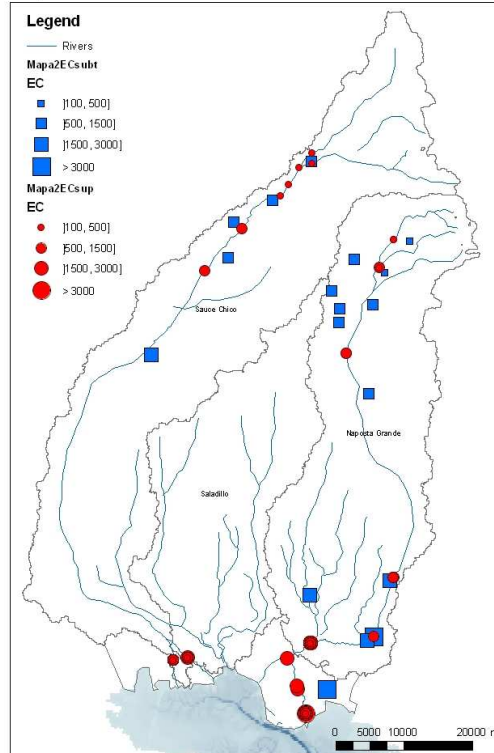 Legend
Rivers
Mapa2ECsubt
EC
]100, 500]
]500, 1500]
]1500, 3000]
> 3000
Mapa2ECsup
EC
]100, 500]
]500, 1500]
]1500, 3000]
> 3000
Sauce Chico
Naposta Grande
Saladillo
0 5000 10000 20000 m